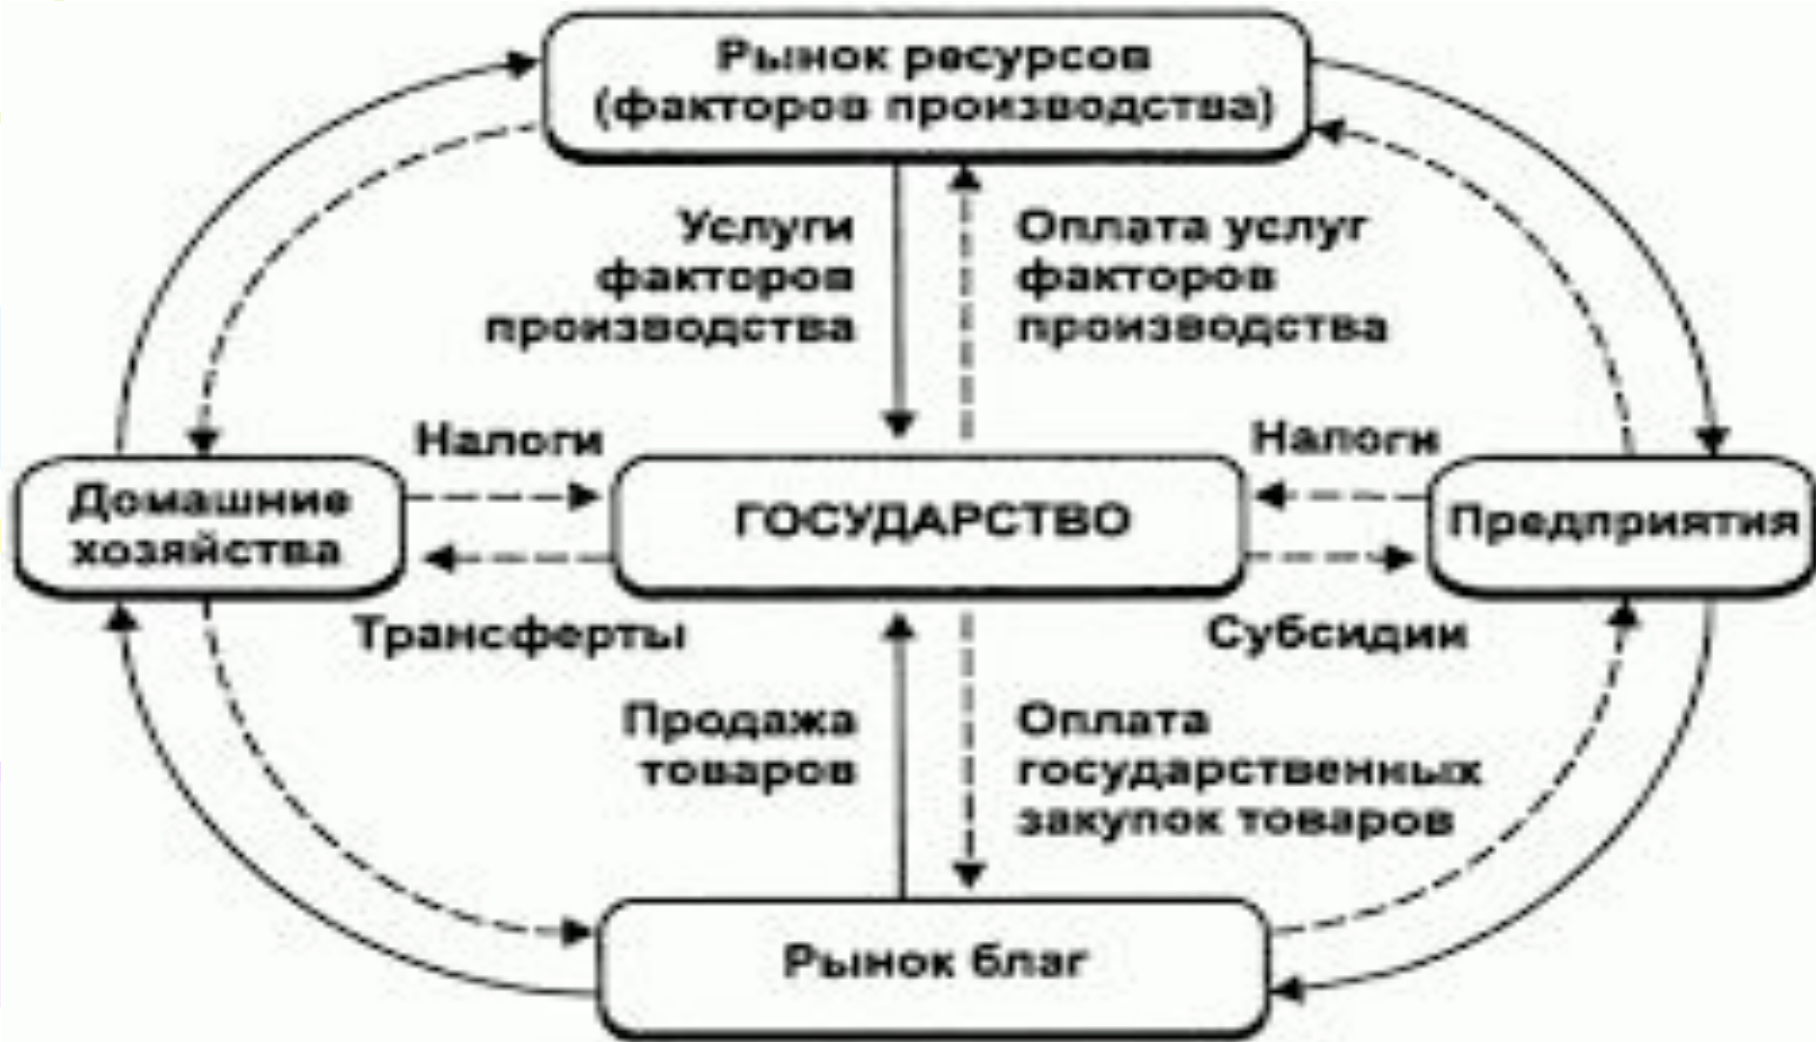 Рынок ресурсов
(факторов производства)
Услуги
факторов
производства
Оплата услуг
факторов
производства
Налоги
Налоги
Домашние
хозяйства
ГОСУДАРСТВО
Предприятия
Трансферты
Субсидии
Продажа
товаров
Оплата
государственных
закупок товаров
Рынок благ